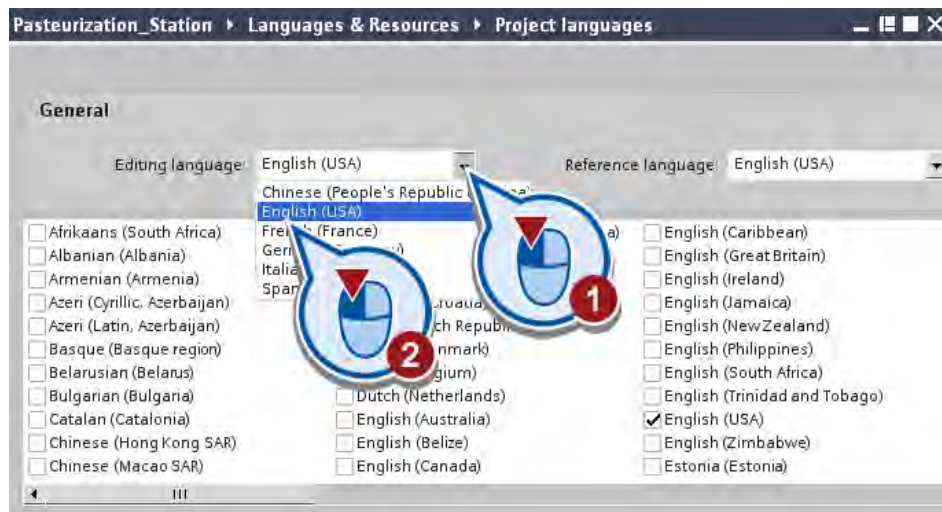 Pasteurization_Station ▸ Languages & Resources ▸ Project languages
General
Editing language: English (USA)
Reference language: English (USA)
Chinese (People's Republic
English (USA)
(France)
Afrikaans (South Africa)
Albanian (Albania)
Armenian (Armenia)
Azeri (Cyrillic, Azerbaijan)
Azeri (Latin, Azerbaijan)
Basque (Basque region)
Belarusian (Belarus)
Bulgarian (Bulgaria)
Catalan (Catalonia)
Chinese (Hong Kong SAR)
Chinese (Macao SAR)
Dutch (Netherlands)
English (Australia)
English (Belize)
English (Canada)
English (Caribbean)
English (Great Britain)
English (Ireland)
English (Jamaica)
English (New Zealand)
English (Philippines)
English (South Africa)
English (Trinidad and Tobago)
English (USA)
English (Zimbabwe)
Estonia (Estonia)
1
2